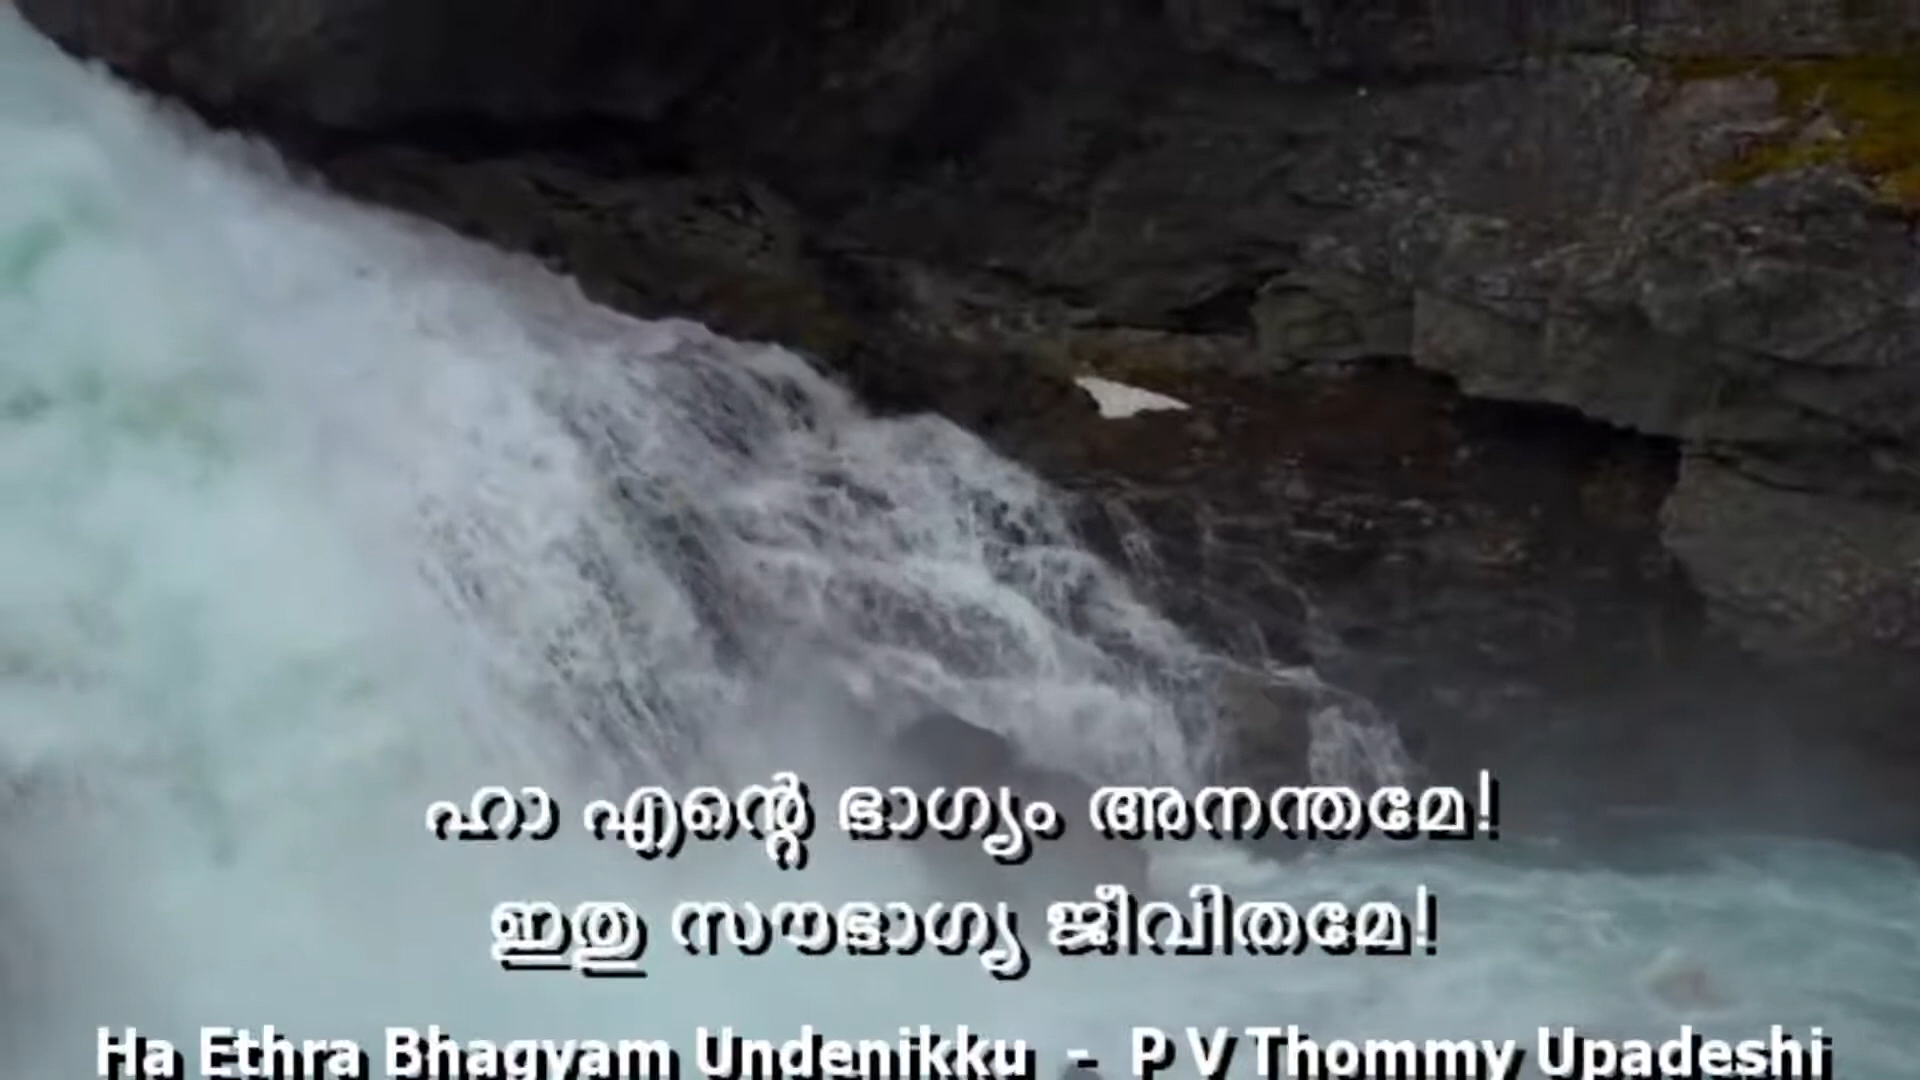 ഹാ എന്റെ ഭാഗ്യം അനന്തമേ!
ഇതു സൗഭാഗ്യ ജീവിതമേ!
Ha Ethra Bhagyam Undenikku - P V Thommy Upadeshi